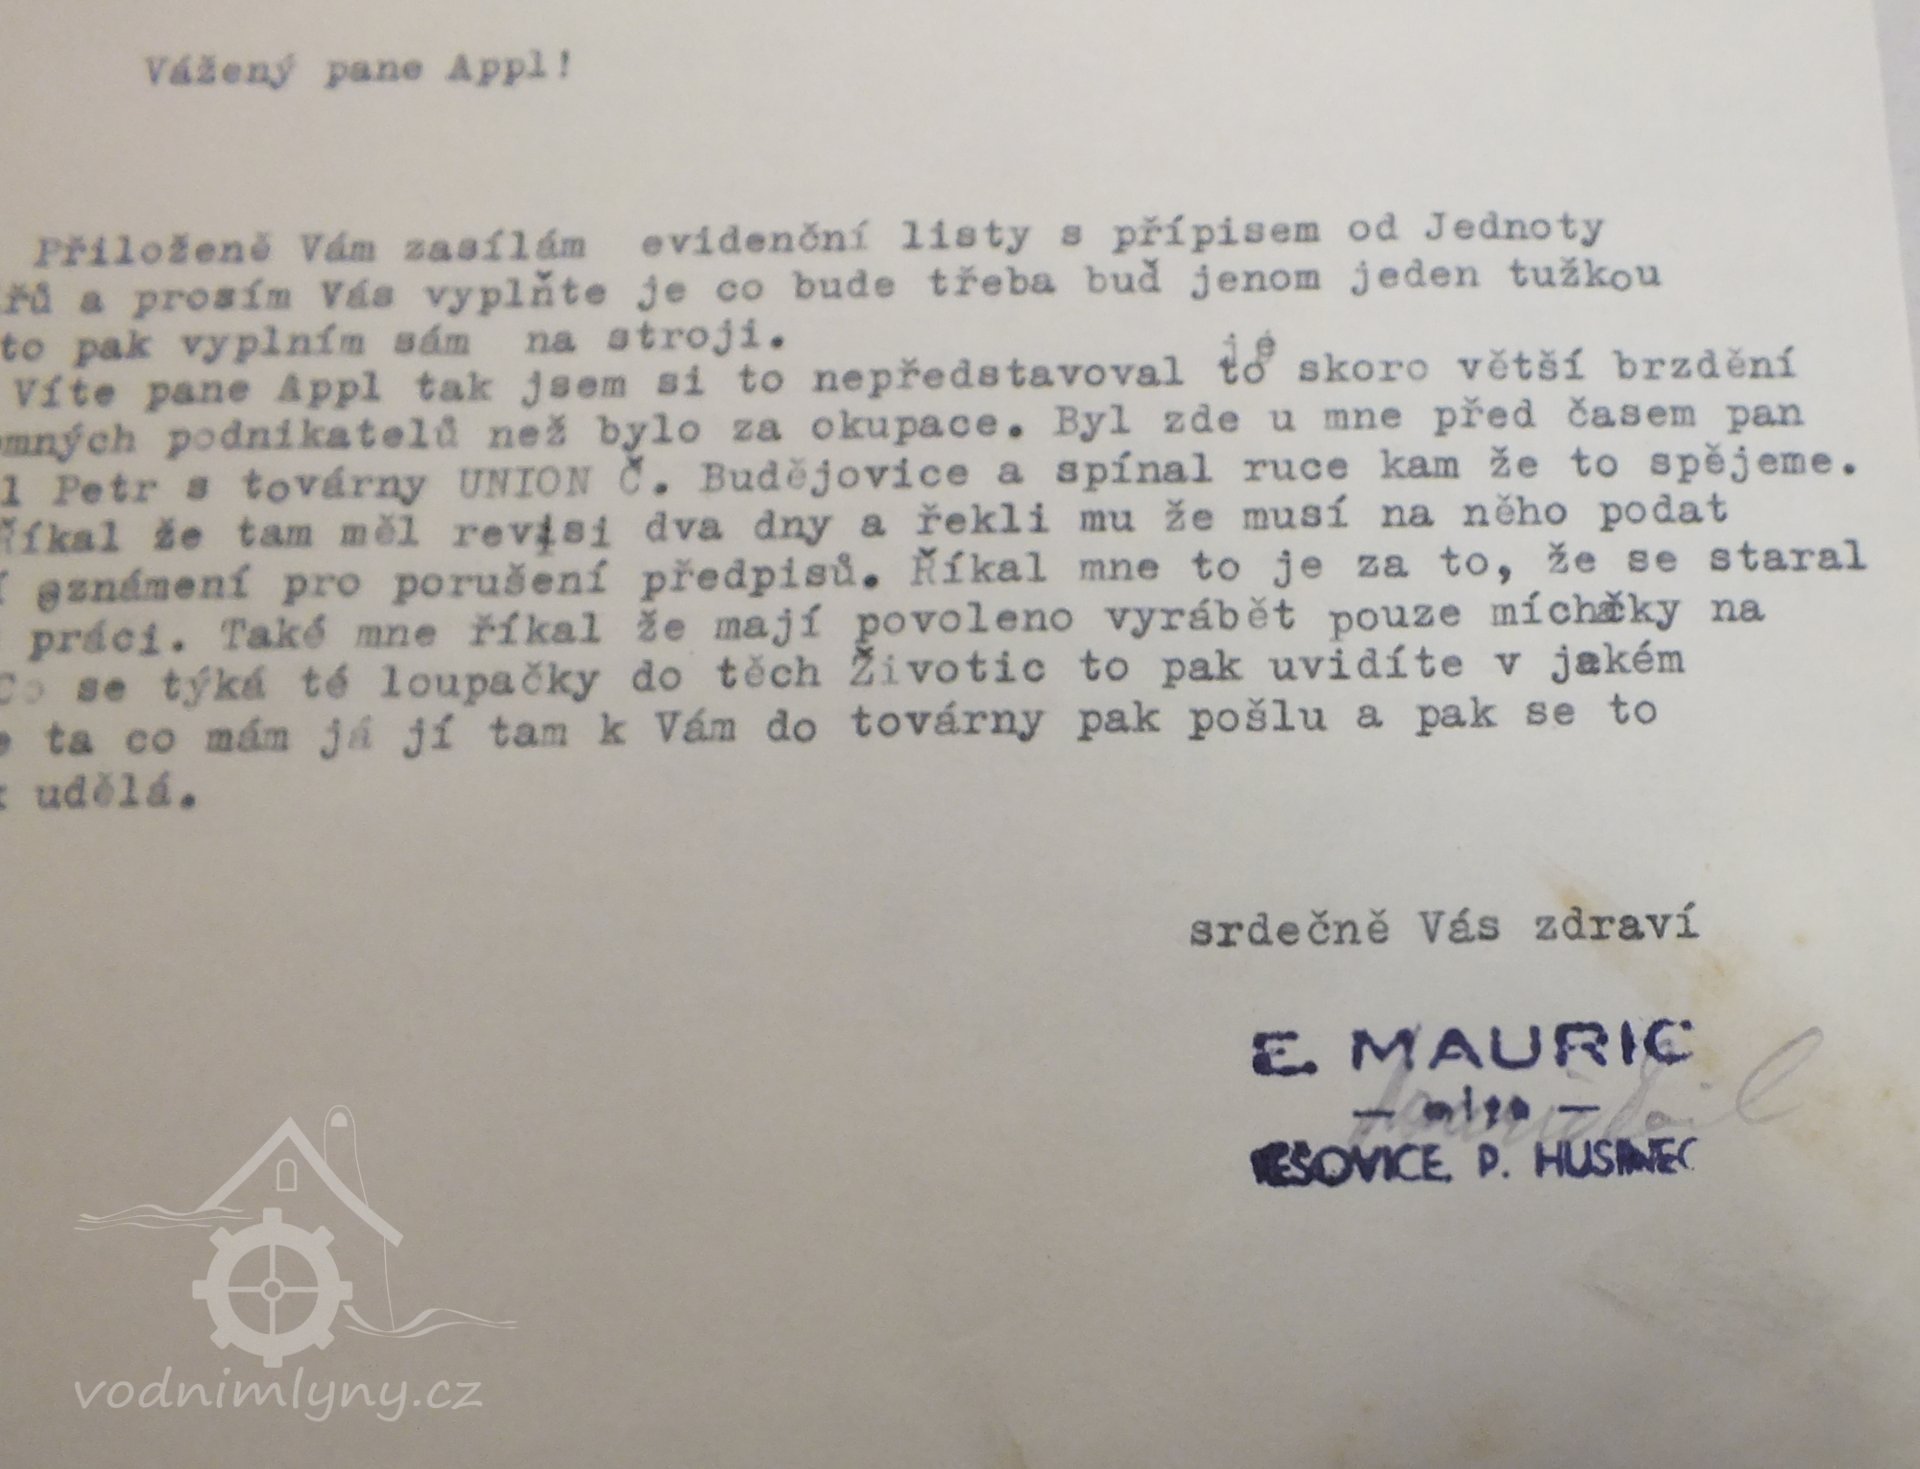 Vážený pane Appl!
Přiloženě Vám zasílám evidenční listy s přípisem od Jednoty
řů a prosím Vás vyplňte je co bude třeba buď jenom jeden tužkou
to pak vyplním sám na stroji.
je
Víte pane Appl tak jsem si to nepředstavoval to skoro větší brzdění
omných podnikatelů než bylo za okupace. Byl zde u mne před časem pan
l Petr s továrny UNION Č. Budějovice a spínal ruce kam že to spějeme.
Říkal že tam měl revisi dva dny a řekli mu že musí na něho podat
í oznámení pro porušení předpisů. Říkal mne to je za to, že se staral
práci. Také mne říkal že mají povoleno vyrábět pouze míchačky na
Co se týká té loupačky do těch Životic to pak uvidíte v jakém
e ta co mám já jí tam k Vám do továrny pak pošlu a pak se to
k udělá.
srdečně Vás zdraví
E. MAURIC
EŠOVICE P. HUSINEC
vodnimlyny.cz